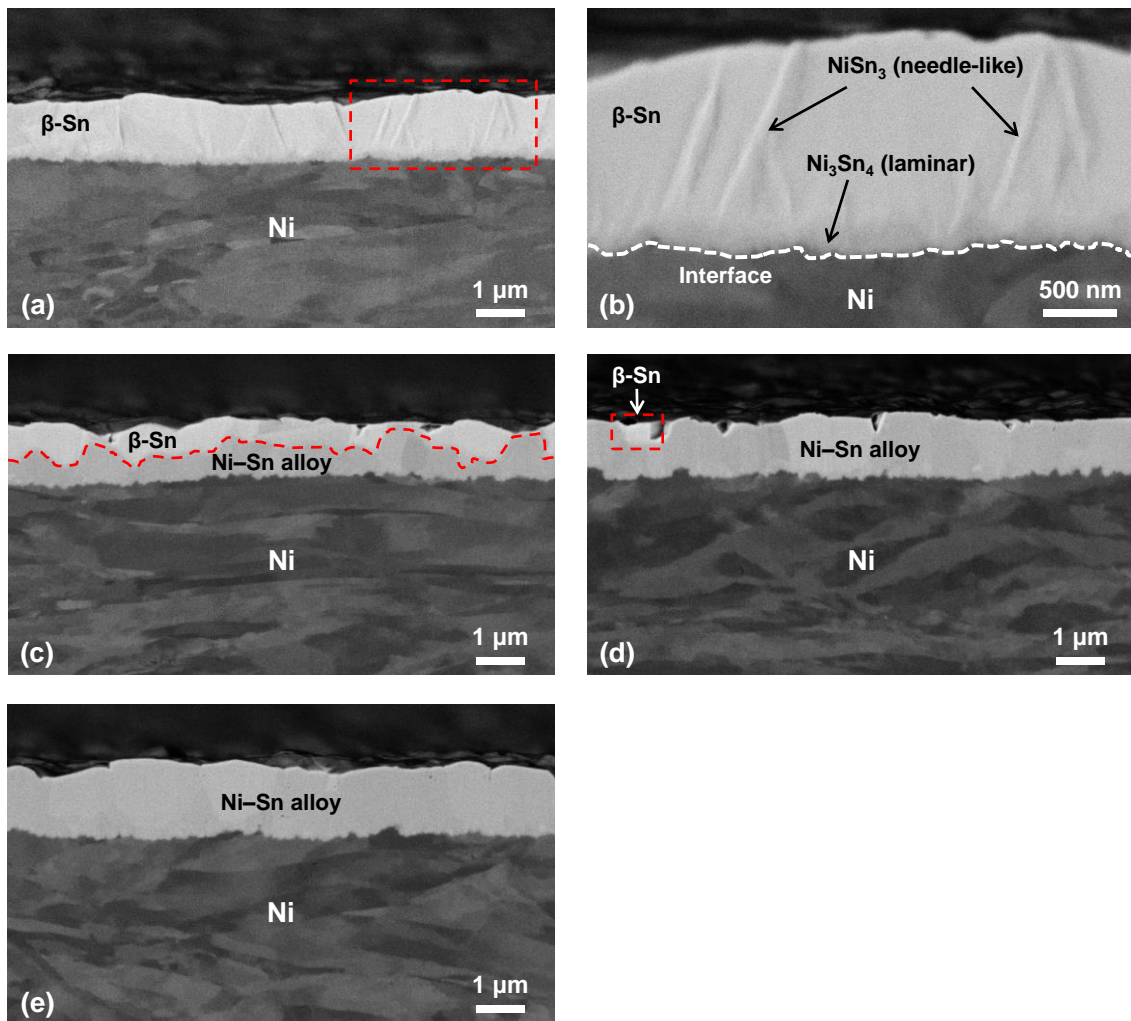 β-Sn
Ni
(a)
1 μm
NiSn₃ (needle-like)
β-Sn
Ni₃Sn₄ (laminar)
Interface
Ni
(b)
500 nm
β-Sn
Ni–Sn alloy
Ni
(c)
1 μm
β-Sn
Ni–Sn alloy
Ni
(d)
1 μm
Ni–Sn alloy
Ni
(e)
1 μm